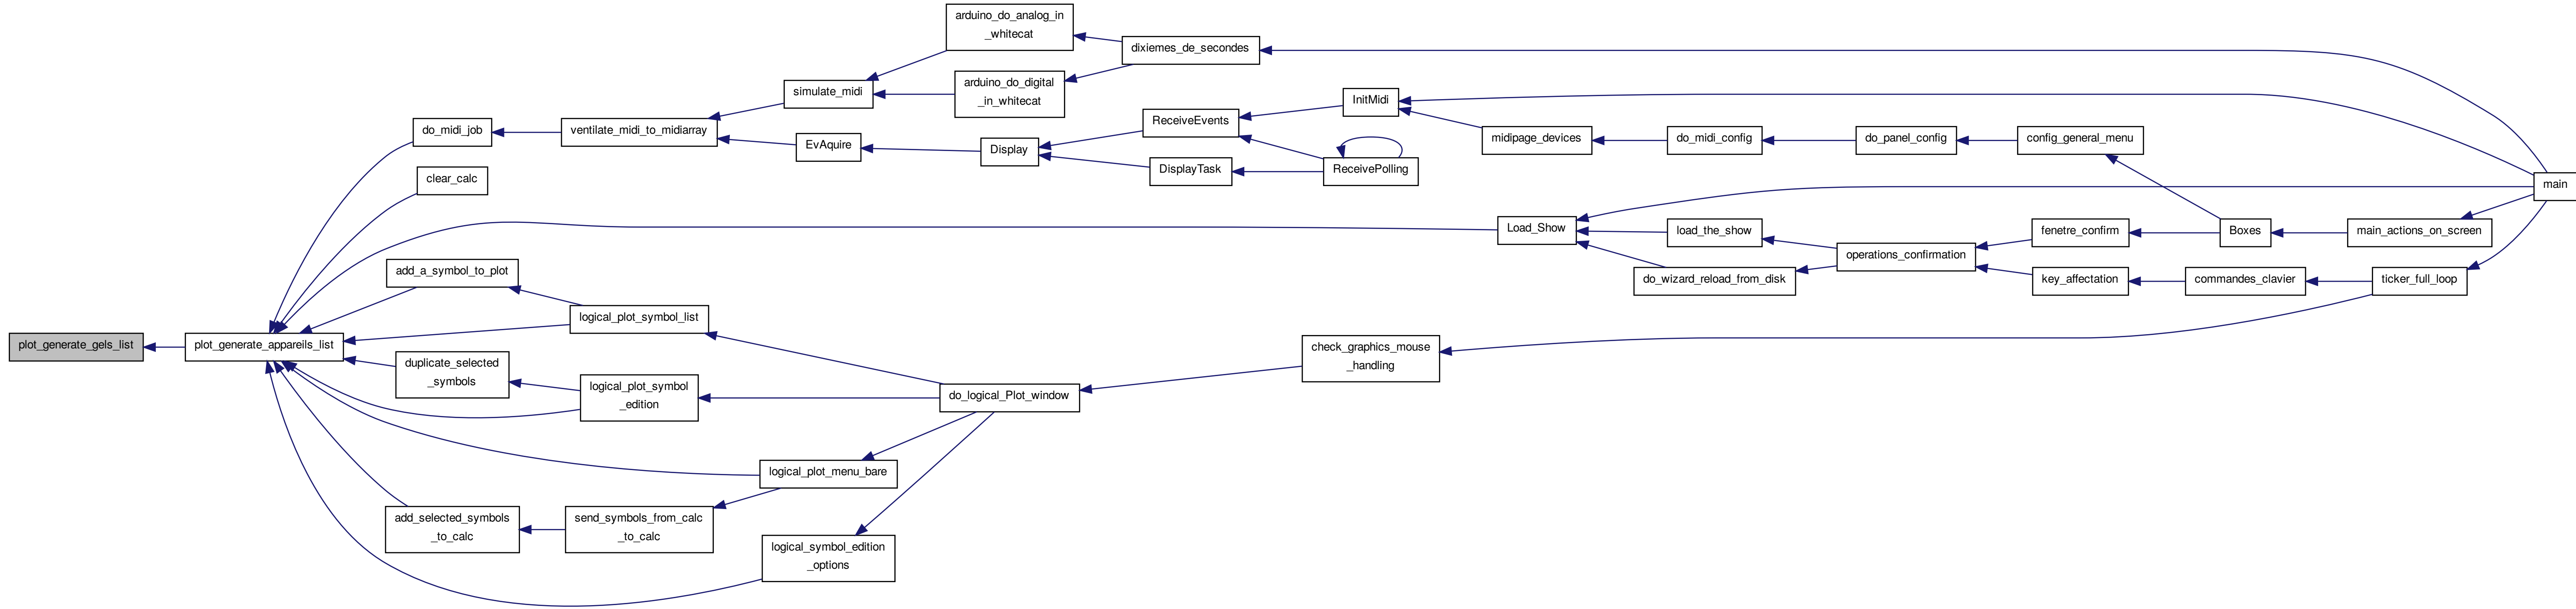 arduino_do_analog_in
_whitecat
dixiemes_de_secondes
arduino_do_digital
_in_whitecat
simulate_midi
InitMidi
ReceiveEvents
do_midi_job
ventilate_midi_to_midiarray
EvAquire
Display
DisplayTask
ReceivePolling
midipage_devices
do_midi_config
do_panel_config
config_general_menu
clear_calc
main
Load_Show
load_the_show
fenetre_confirm
Boxes
main_actions_on_screen
operations_confirmation
add_a_symbol_to_plot
do_wizard_reload_from_disk
key_affectation
commandes_clavier
ticker_full_loop
logical_plot_symbol_list
plot_generate_gels_list
plot_generate_appareils_list
check_graphics_mouse
_handling
duplicate_selected
_symbols
logical_plot_symbol
_edition
do_logical_Plot_window
logical_plot_menu_bare
add_selected_symbols
_to_calc
send_symbols_from_calc
_to_calc
logical_symbol_edition
_options